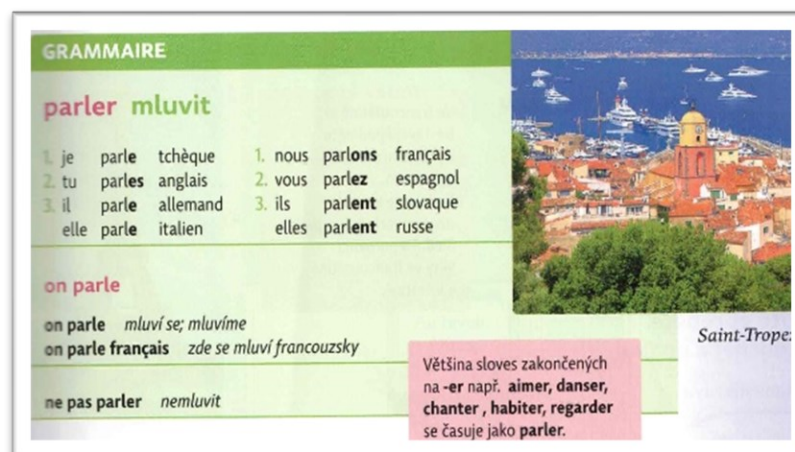 GRAMMAIRE
parler mluvit
1. je parle tchèque 1. nous parlons français
2. tu parles anglais 2. vous parlez espagnol
3. il parle allemand 3. ils parlent slovaque
elle parle italien elles parlent russe
on parle
on parle mluví se; mluvíme
on parle français zde se mluví francouzsky
ne pas parler nemluvit
Saint-Tropez
Většina sloves zakončených
na -er např. aimer, danser,
chanter , habiter, regarder
se časuje jako parler.